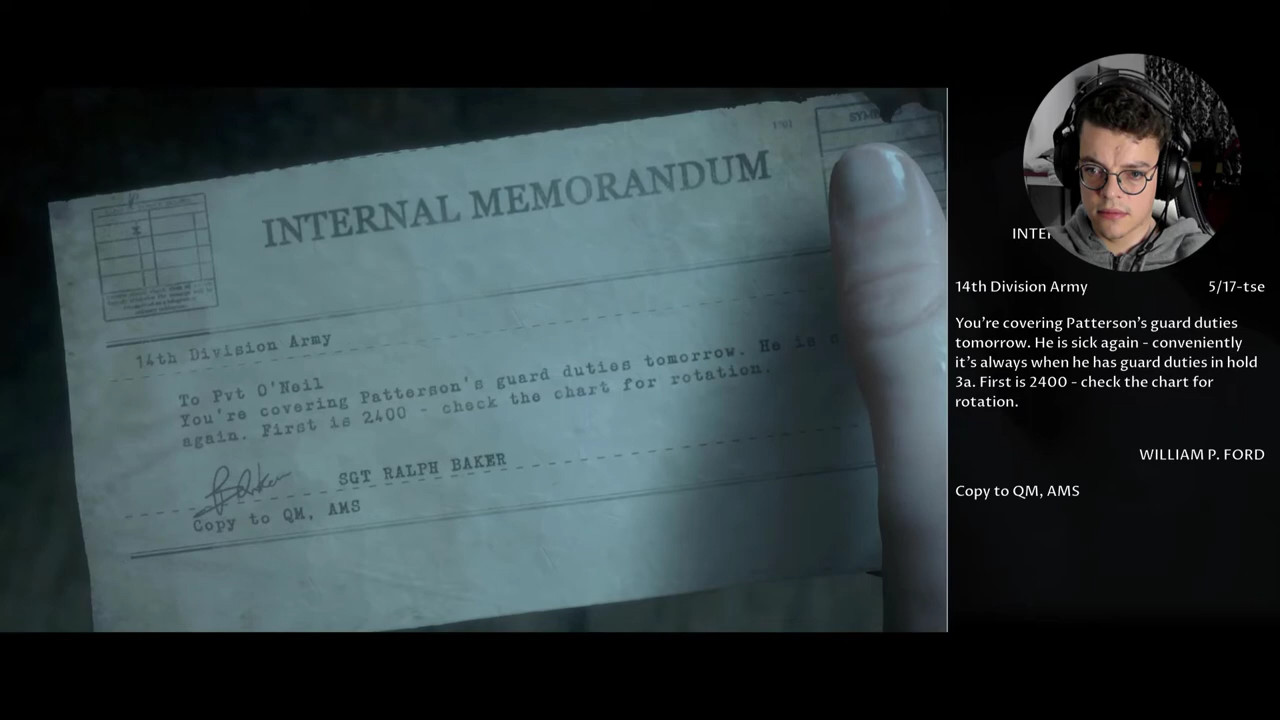 1701
SYMB
INTERNAL MEMORANDUM
14th Division Army
To Pvt O'Neil
You're covering Patterson's guard duties tomorrow. He is s
again. First is 2400 - check the chart for rotation.
SGT RALPH BAKER
Copy to QM, AMS
INTE
14th Division Army 5/17-tse
You're covering Patterson's guard duties
tomorrow. He is sick again - conveniently
it's always when he has guard duties in hold
3a. First is 2400 - check the chart for
rotation.
WILLIAM P. FORD
Copy to QM, AMS